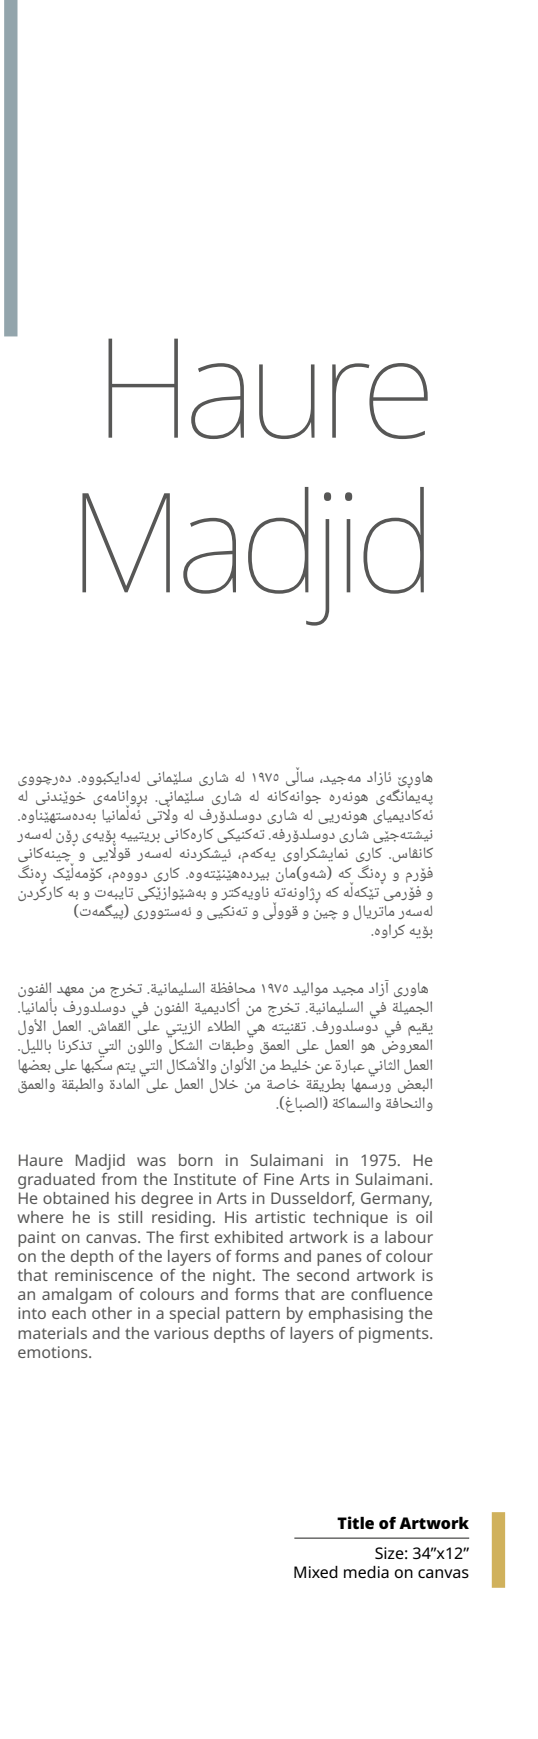 Haure
Madjid
هاوڕێ ئازاد مەجید، ساڵی ١٩٧٥ لە شاری سلێمانی لەدایکبووە. دەرچووی
پەیمانگەی هونەرە جوانەکانە لە شاری سلێمانی. بڕوانامەی خوێندنی لە
ئەکادیمیای هونەریی لە شاری دوسلدۆرف لە وڵاتی ئەڵمانیا بەدەستهێناوە.
نیشتەجێی شاری دوسلدۆرفە. تەکنیکی کارەکانی بریتییە بۆیەی ڕۆن لەسەر
کانڤاس. کاری نمایشکراوی یەکەم، ئیشکردنە لەسەر قوڵایی و چینەکانی
فۆرم و ڕەنگ کە (شەو)مان بیردەهێنێتەوە. کاری دووەم، کۆمەڵێک ڕەنگ
و فۆرمی تێکەڵە کە ڕژاونەتە ناویەکتر و بەشێوازێکی تایبەت و بە کارکردن
لەسەر ماتریال و چین و قووڵی و تەنکیی و ئەستووری (پیگمەت)
بۆیە کراوە.
هاوری آزاد مجید موالید ١٩٧٥ محافظة السليمانية. تخرج من معهد الفنون
الجميلة في السليمانية. تخرج من أكاديمية الفنون في دوسلدورف بألمانيا.
يقيم في دوسلدورف. تقنيته هي الطلاء الزيتي على القماش. العمل الأول
المعروض هو العمل على العمق وطبقات الشكل واللون التي تذكرنا بالليل.
العمل الثاني عبارة عن خليط من الألوان والأشكال التي يتم سكبها على بعضها
البعض ورسمها بطريقة خاصة من خلال العمل على المادة والطبقة والعمق
والنحافة والسماكة (الصباغ).
Haure Madjid was born in Sulaimani in 1975. He
graduated from the Institute of Fine Arts in Sulaimani.
He obtained his degree in Arts in Dusseldorf, Germany,
where he is still residing. His artistic technique is oil
paint on canvas. The first exhibited artwork is a labour
on the depth of the layers of forms and panes of colour
that reminiscence of the night. The second artwork is
an amalgam of colours and forms that are confluence
into each other in a special pattern by emphasising the
materials and the various depths of layers of pigments.
emotions.
Title of Artwork
Size: 34”x12”
Mixed media on canvas